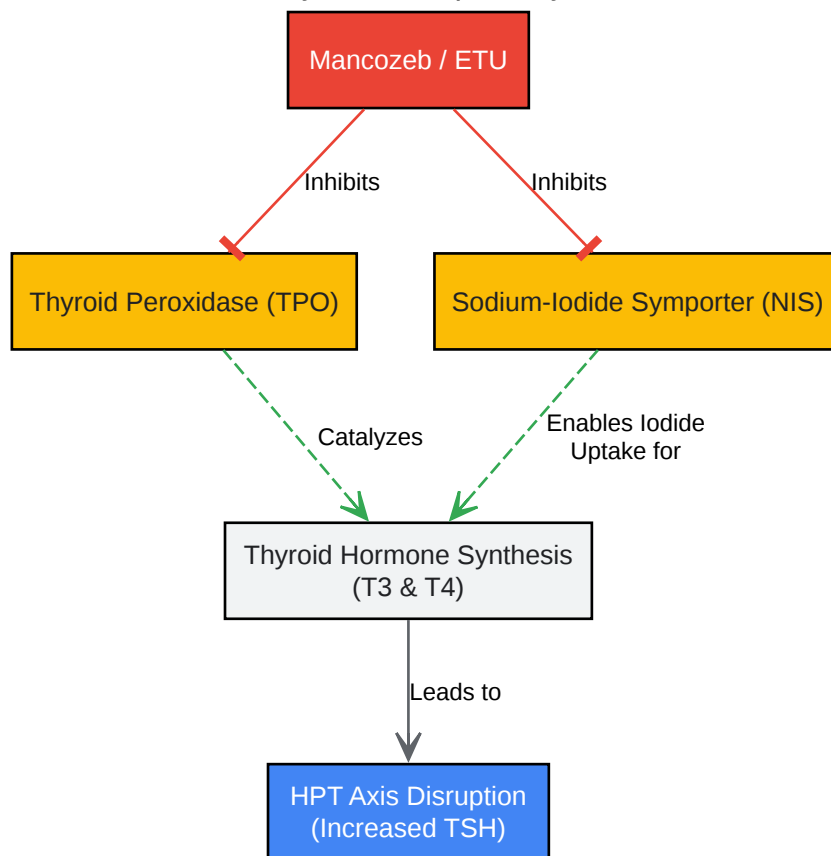 Mancozeb / ETU
Inhibits
Inhibits
Thyroid Peroxidase (TPO)
Sodium-Iodide Symporter (NIS)
Catalyzes
Enables Iodide
Uptake for
Thyroid Hormone Synthesis
(T3 & T4)
Leads to
HPT Axis Disruption
(Increased TSH)